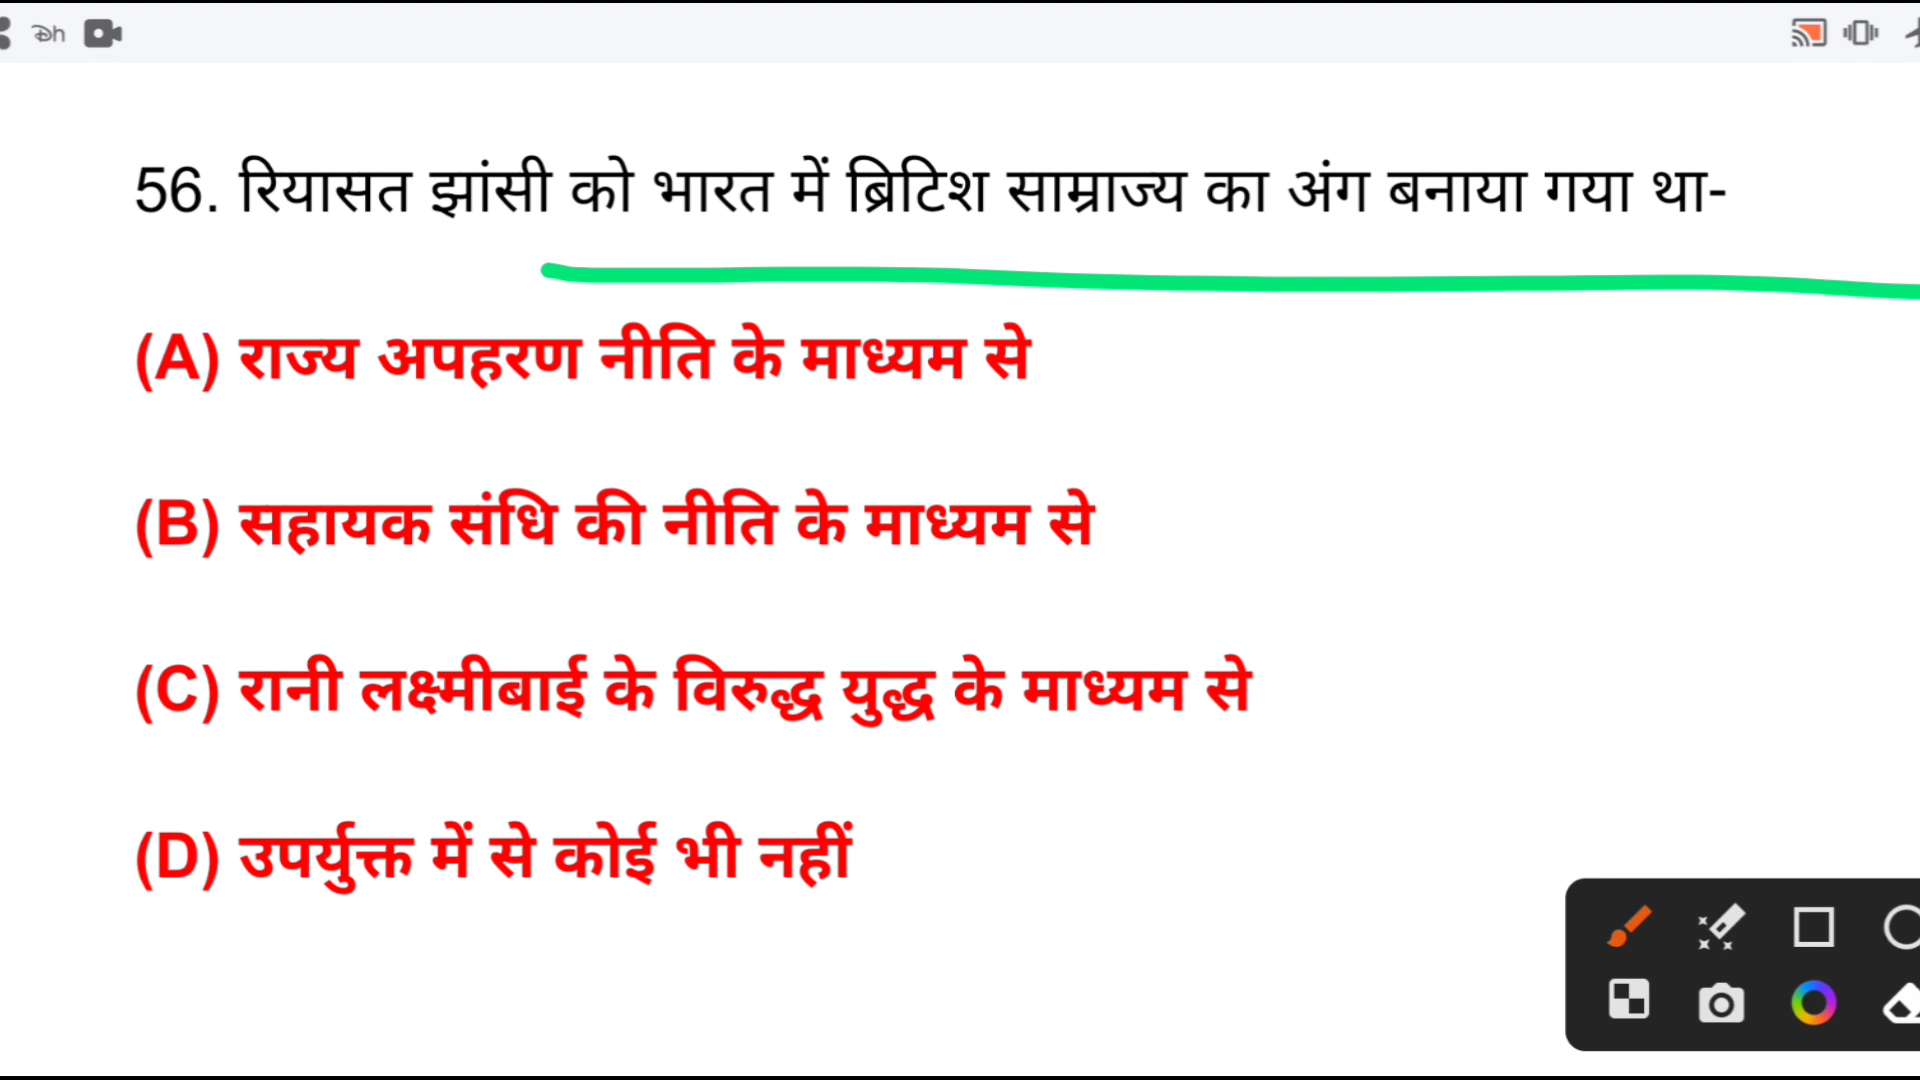 56. रियासत झांसी को भारत में ब्रिटिश साम्राज्य का अंग बनाया गया था-
(A) राज्य अपहरण नीति के माध्यम से
(B) सहायक संधि की नीति के माध्यम से
(C) रानी लक्ष्मीबाई के विरुद्ध युद्ध के माध्यम से
(D) उपर्युक्त में से कोई भी नहीं